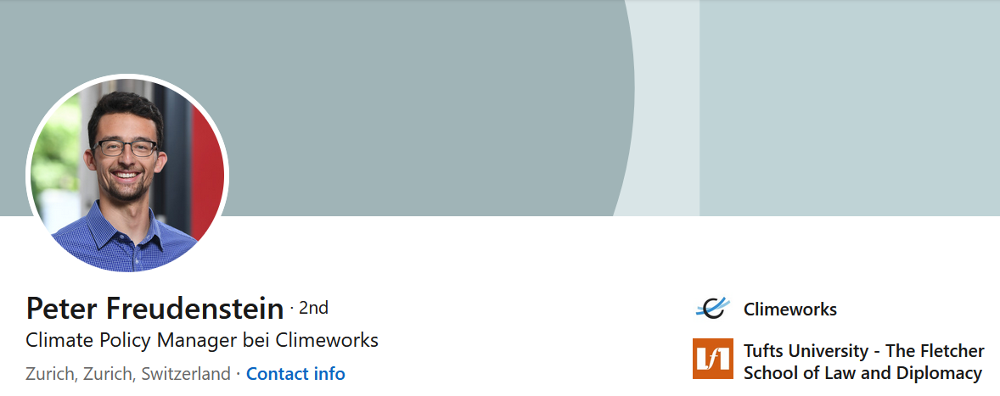 Peter Freudenstein · 2nd
Climate Policy Manager bei Climeworks
Zurich, Zurich, Switzerland · Contact info
Climeworks
Tufts University - The Fletcher
School of Law and Diplomacy